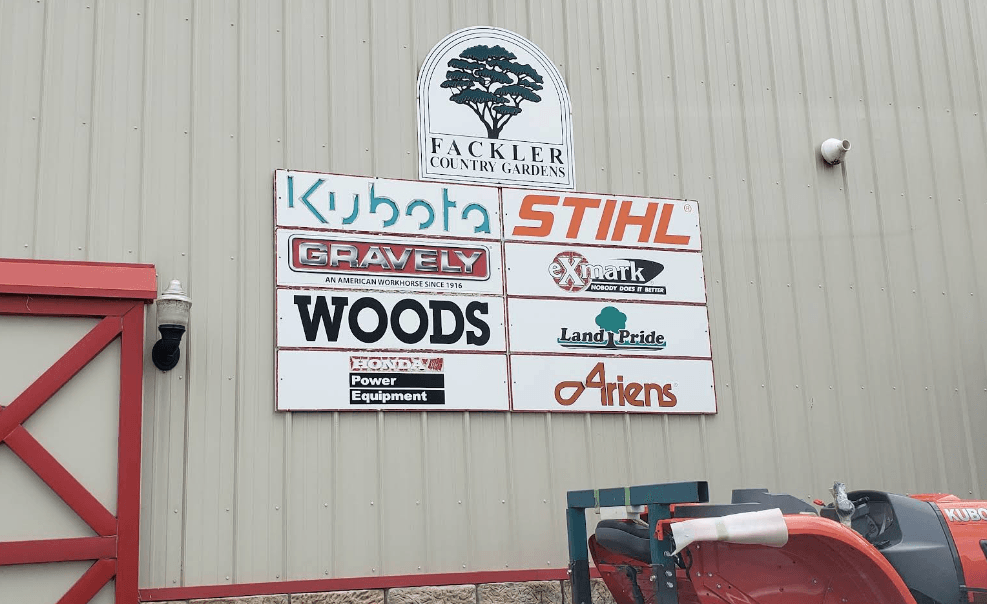 FACKLER
COUNTRY GARDENS
Kubota
STIHL®
GRAVELY
AN AMERICAN WORKHORSE SINCE 1916
eXmark
NOBODY DOES IT BETTER
WOODS
Land Pride
HONDA
Power
Equipment
Ariens
KUBO